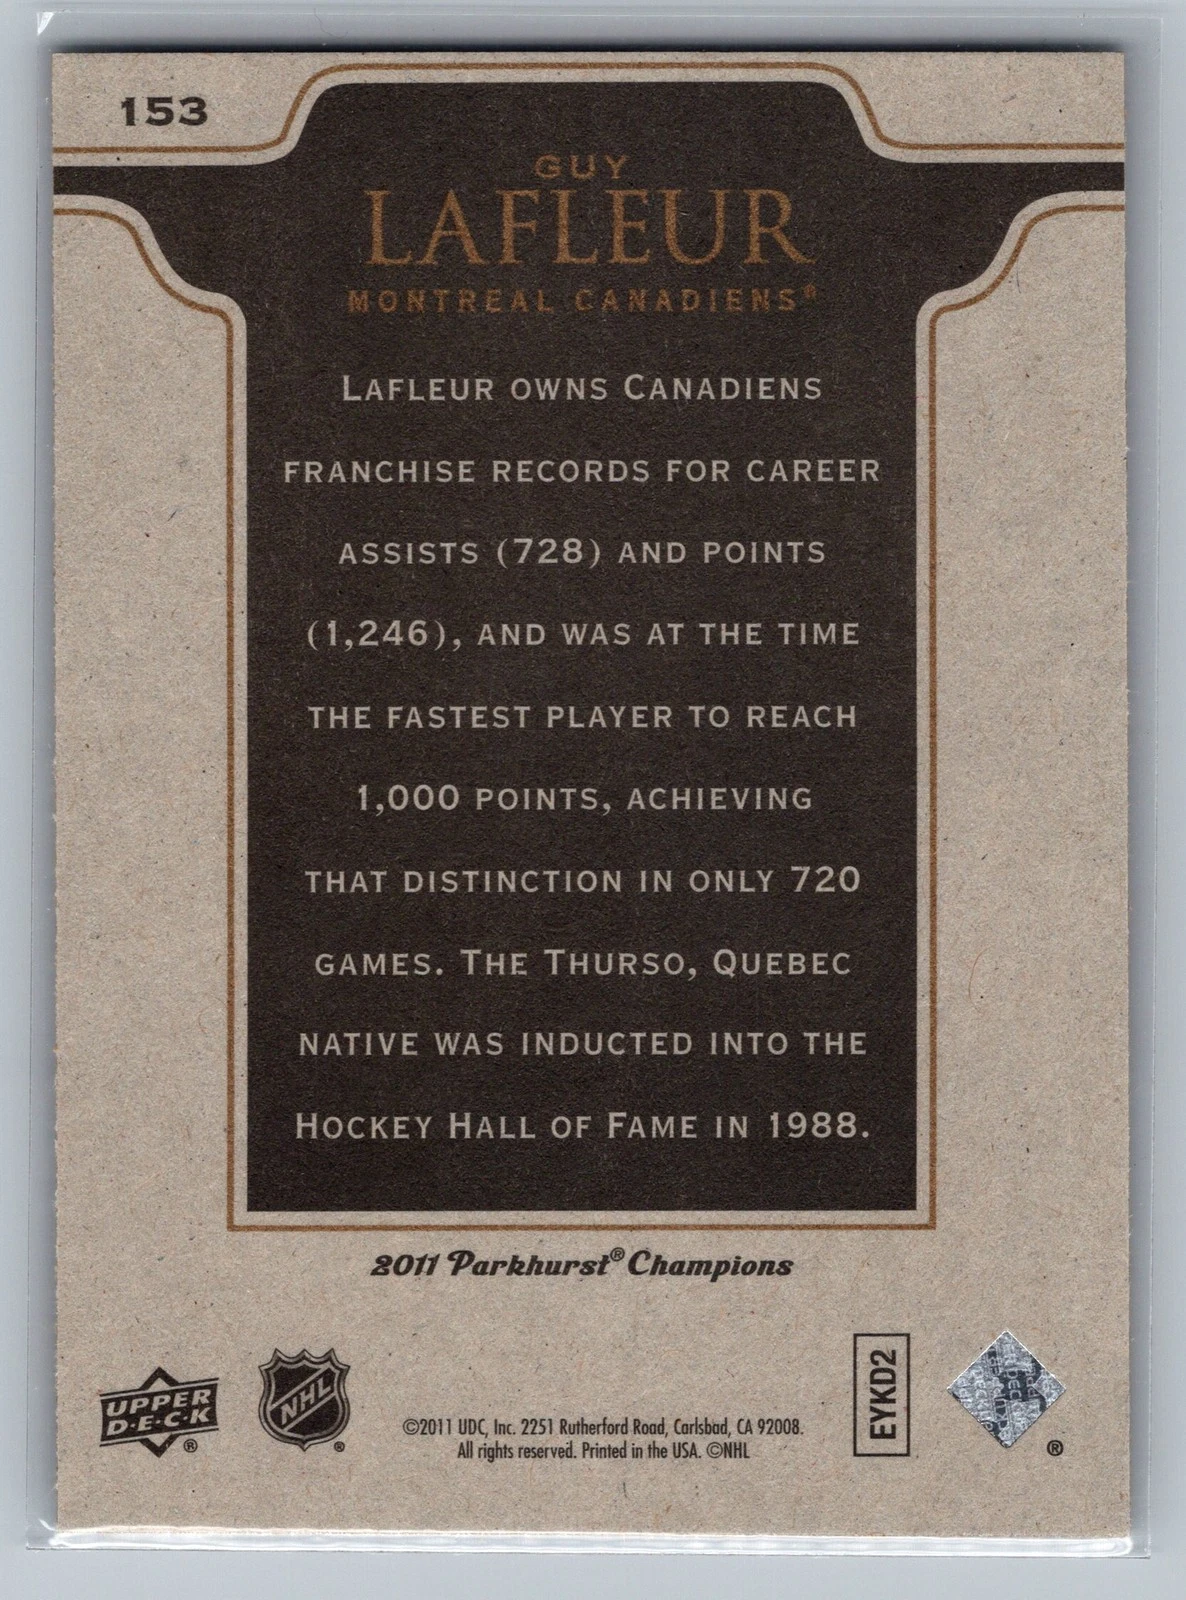 153
GUY
LAFLEUR
MONTREAL CANADIENS®
LAFLEUR OWNS CANADIENS
FRANCHISE RECORDS FOR CAREER
ASSISTS (728) AND POINTS
(1,246), AND WAS AT THE TIME
THE FASTEST PLAYER TO REACH
1,000 POINTS, ACHIEVING
THAT DISTINCTION IN ONLY 720
GAMES. THE THURSO, QUEBEC
NATIVE WAS INDUCTED INTO THE
HOCKEY HALL OF FAME IN 1988.
2011 Parkhurst® Champions
UPPER
D·E·C·K ®
NHL ®
©2011 UDC, Inc. 2251 Rutherford Road, Carlsbad, CA 92008.
All rights reserved. Printed in the USA. ©NHL
EYKD2
®